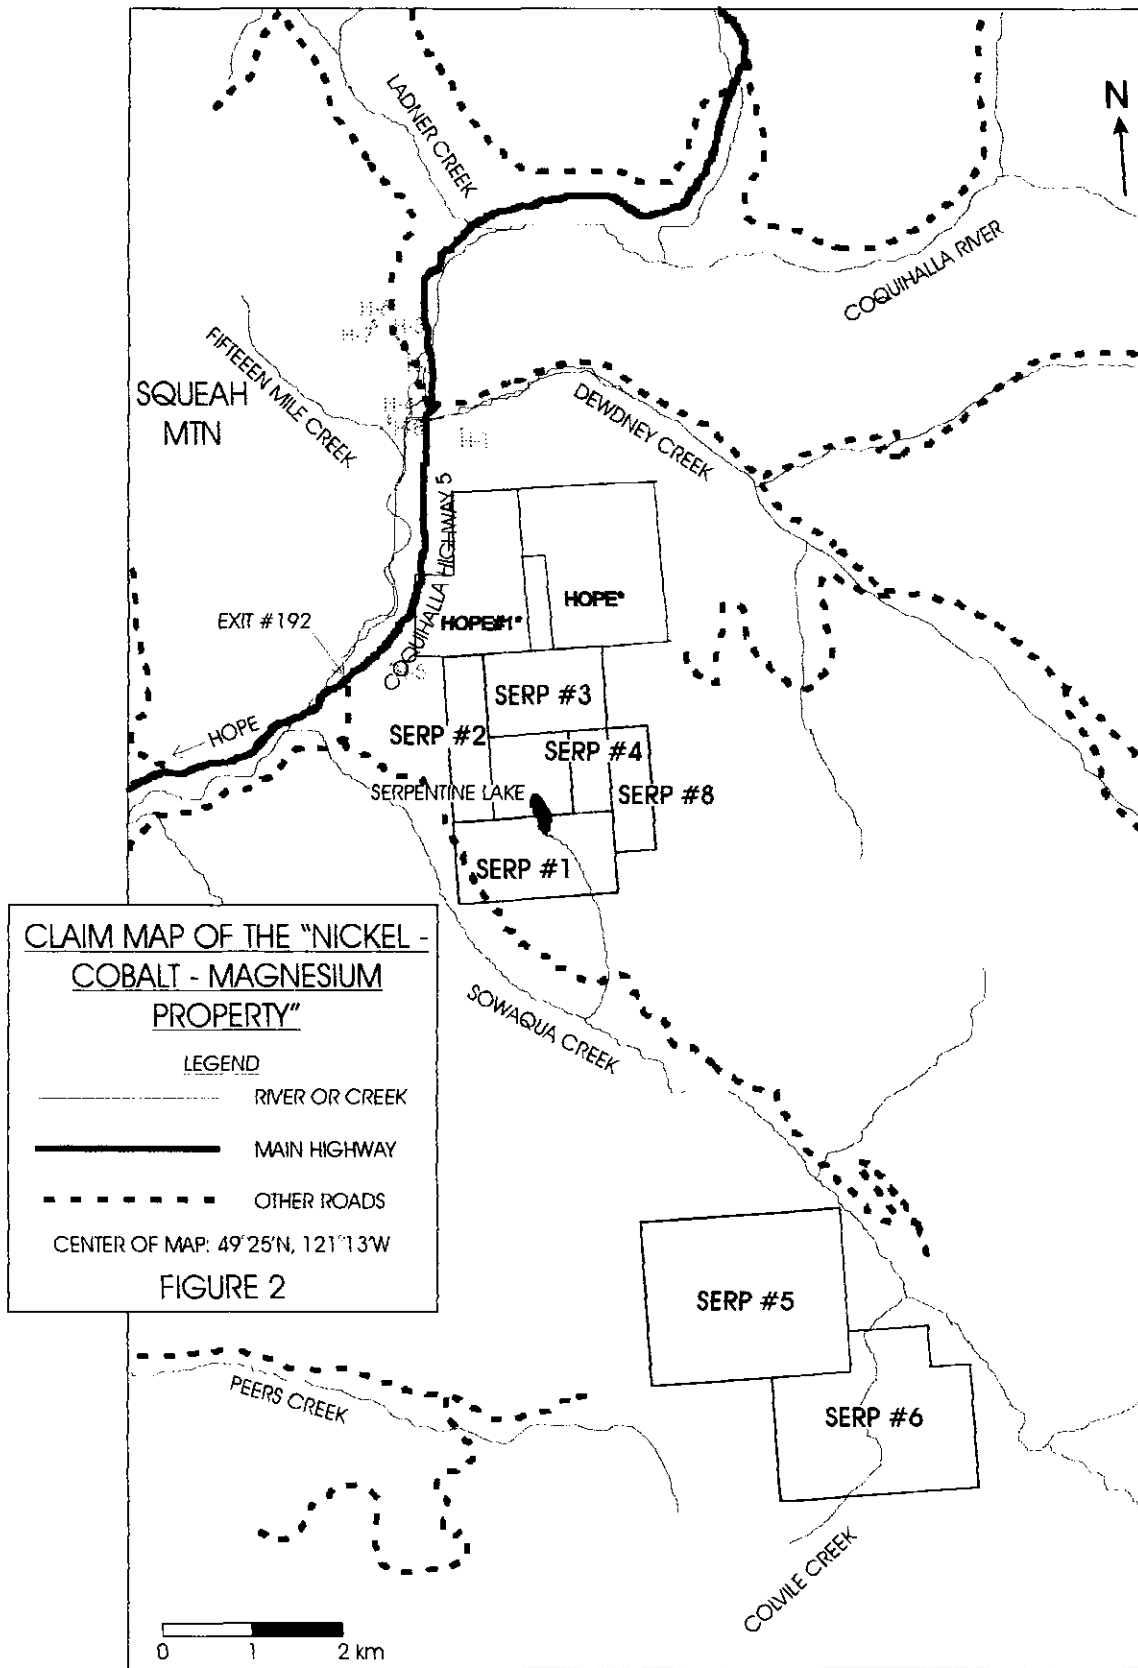 N
LADNER CREEK
COQUIHALLA RIVER
FIFTEEEN MILE CREEK
SQUEAH
MTN
DEWDNEY CREEK
COQUIHALLA HIGHWAY 5
EXIT #192
HOPE#1*
HOPE*
HOPE
SERP #3
SERP #2
SERP #4
SERPENTINE LAKE
SERP #8
SERP #1
CLAIM MAP OF THE "NICKEL -
COBALT - MAGNESIUM
PROPERTY"
LEGEND
RIVER OR CREEK
MAIN HIGHWAY
OTHER ROADS
CENTER OF MAP: 49°25'N, 121°13'W
FIGURE 2
SOWAQUA CREEK
SERP #5
PEERS CREEK
SERP #6
COLVILE CREEK
0 1 2 km